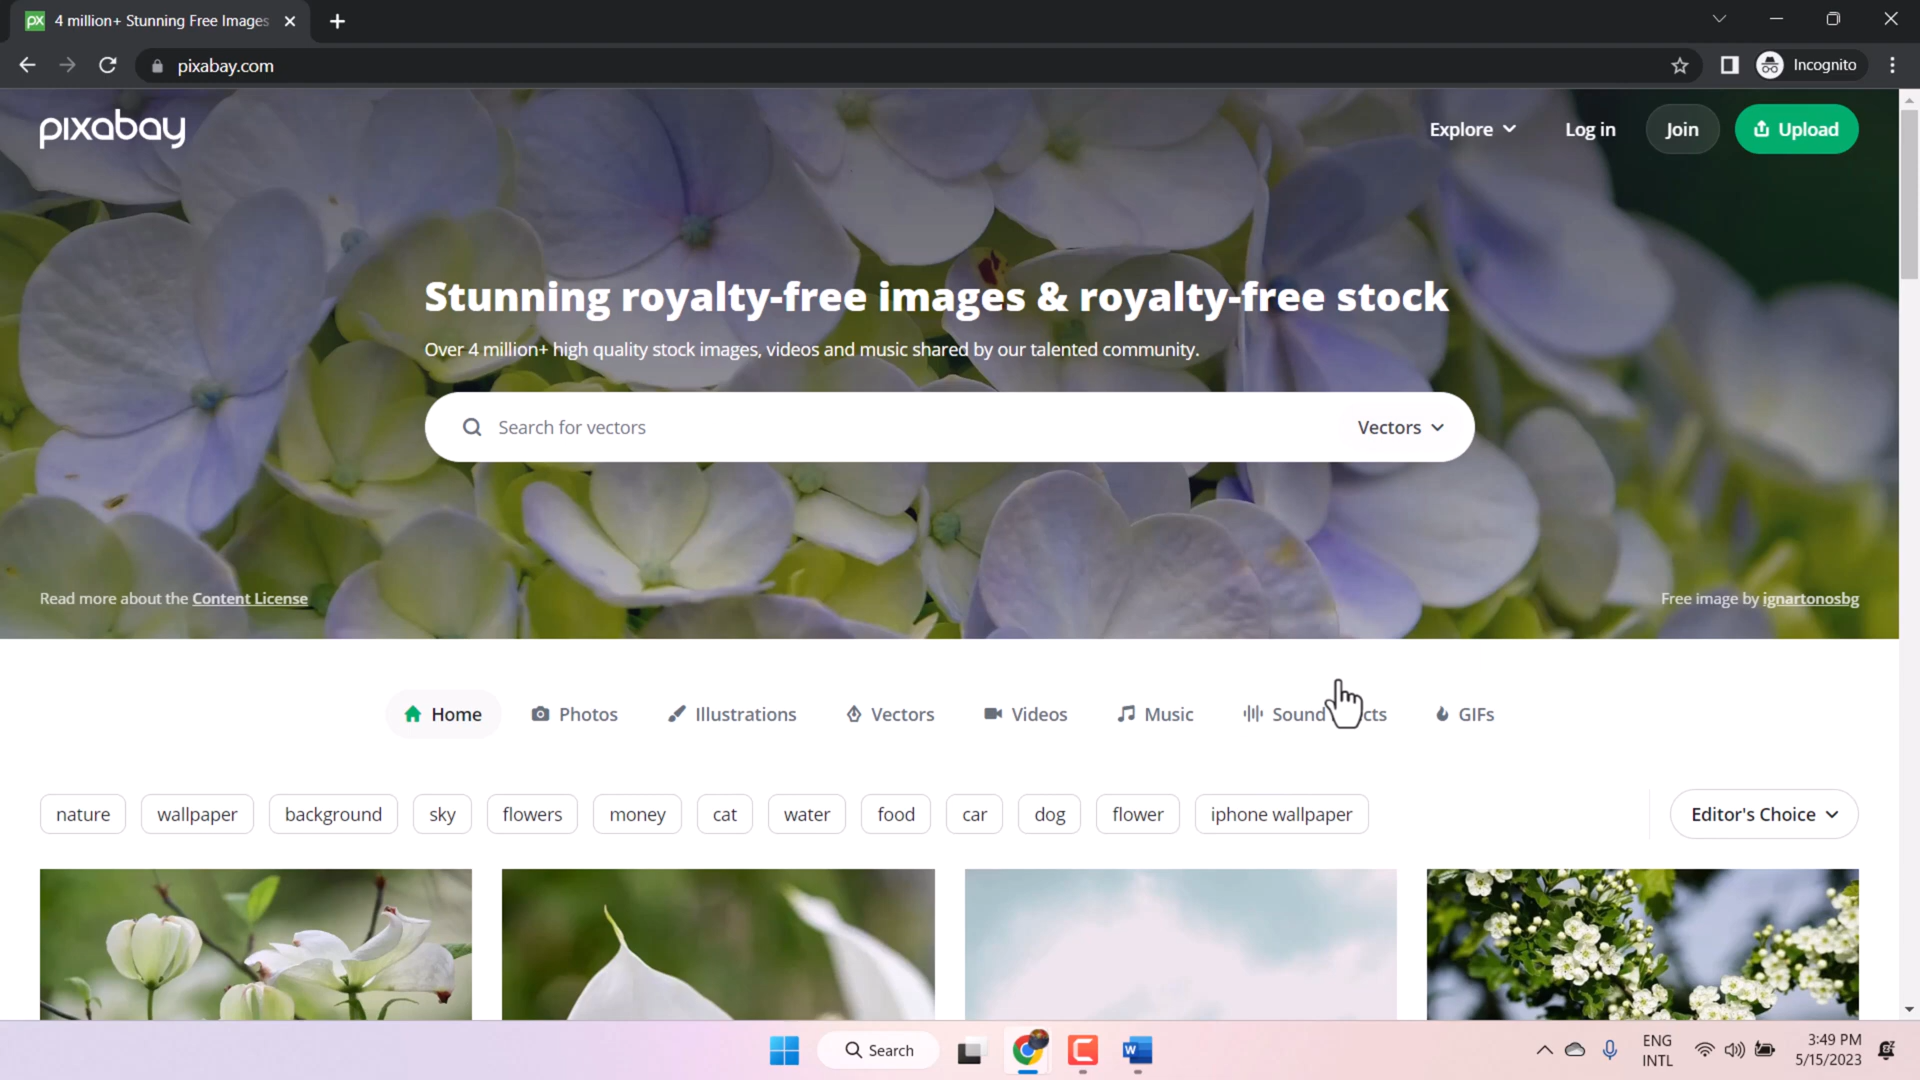 px 4 million+ Stunning Free Images
pixabay.com
Incognito
pixabay
Explore
Log in
Join
Upload
Stunning royalty-free images & royalty-free stock
Over 4 million+ high quality stock images, videos and music shared by our talented community.
Search for vectors
Vectors
Read more about the Content License
Free image by ignartonosbg
Home
Photos
Illustrations
Vectors
Videos
Music
Sound
GIFs
nature
wallpaper
background
sky
flowers
money
cat
water
food
car
dog
flower
iphone wallpaper
Editor's Choice
Search
W
ENG
INTL
3:49 PM
5/15/2023